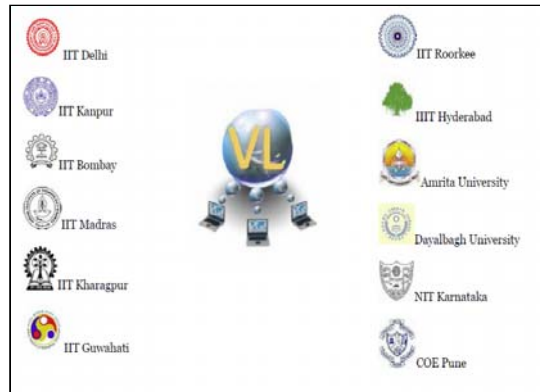 IIT Delhi
IIT Kanpur
IIT Bombay
IIT Madras
IIT Kharagpur
IIT Guwahati
VL
IIT Roorkee
IIIT Hyderabad
Amrita University
Dayalbagh University
NIT Karnataka
COE Pune